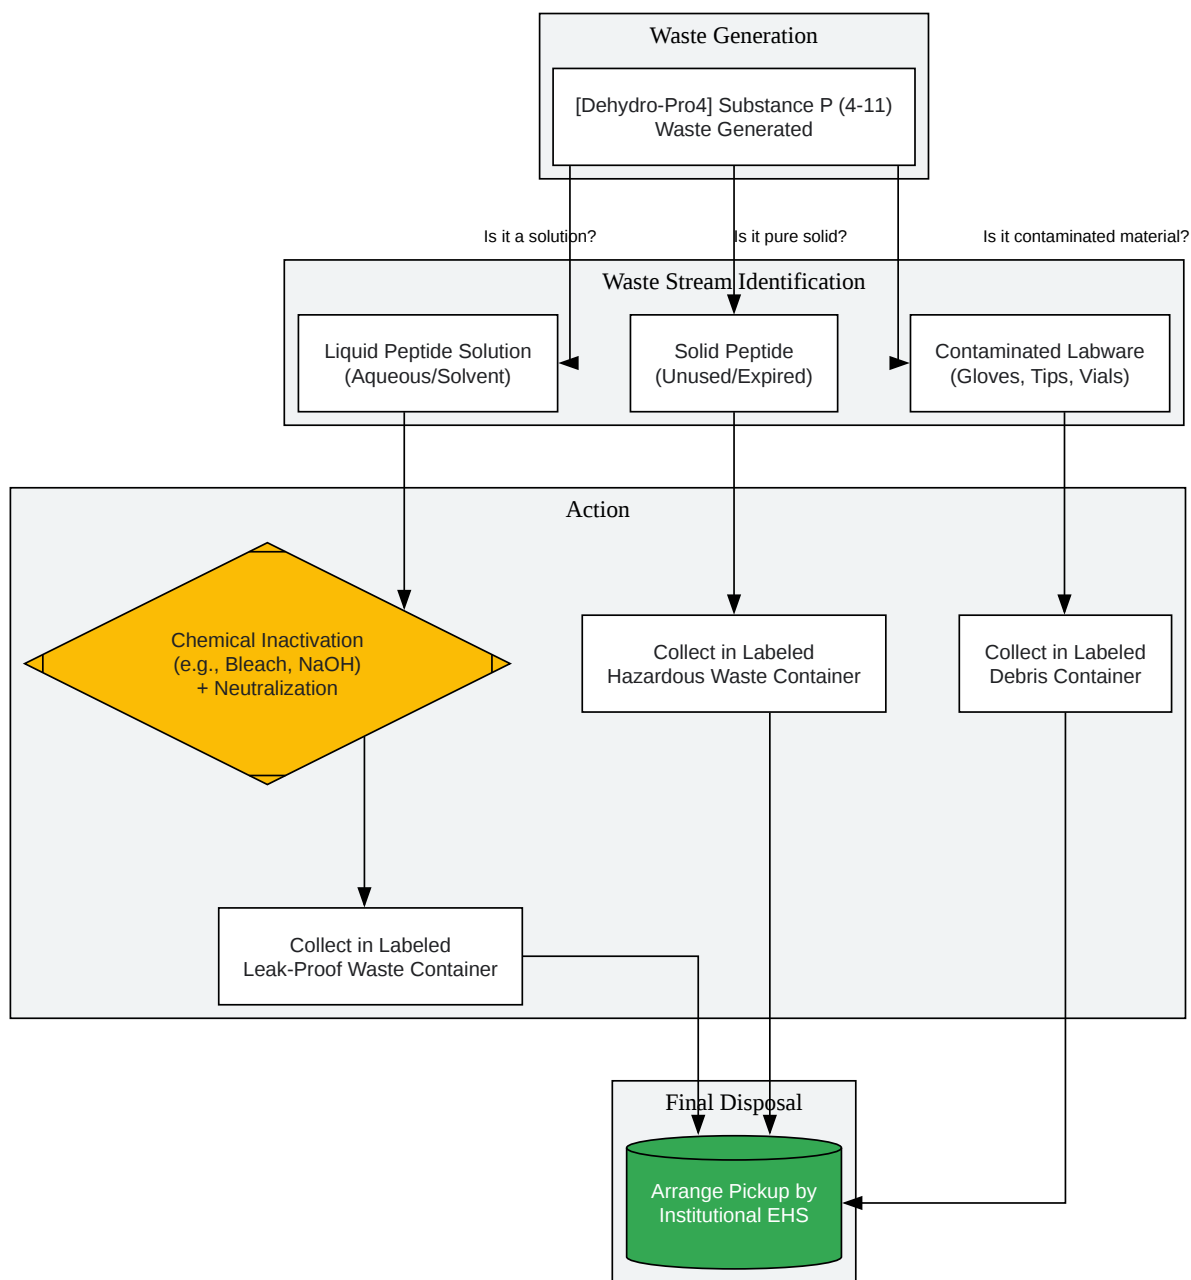 Waste Generation
[Dehydro-Pro4] Substance P (4-11)
Waste Generated
Is it a solution?
Is it pure solid?
Is it contaminated material?
Waste Stream Identification
Liquid Peptide Solution
(Aqueous/Solvent)
Solid Peptide
(Unused/Expired)
Contaminated Labware
(Gloves, Tips, Vials)
Action
Chemical Inactivation
(e.g., Bleach, NaOH)
+ Neutralization
Collect in Labeled
Hazardous Waste Container
Collect in Labeled
Debris Container
Collect in Labeled
Leak-Proof Waste Container
Final Disposal
Arrange Pickup by
Institutional EHS